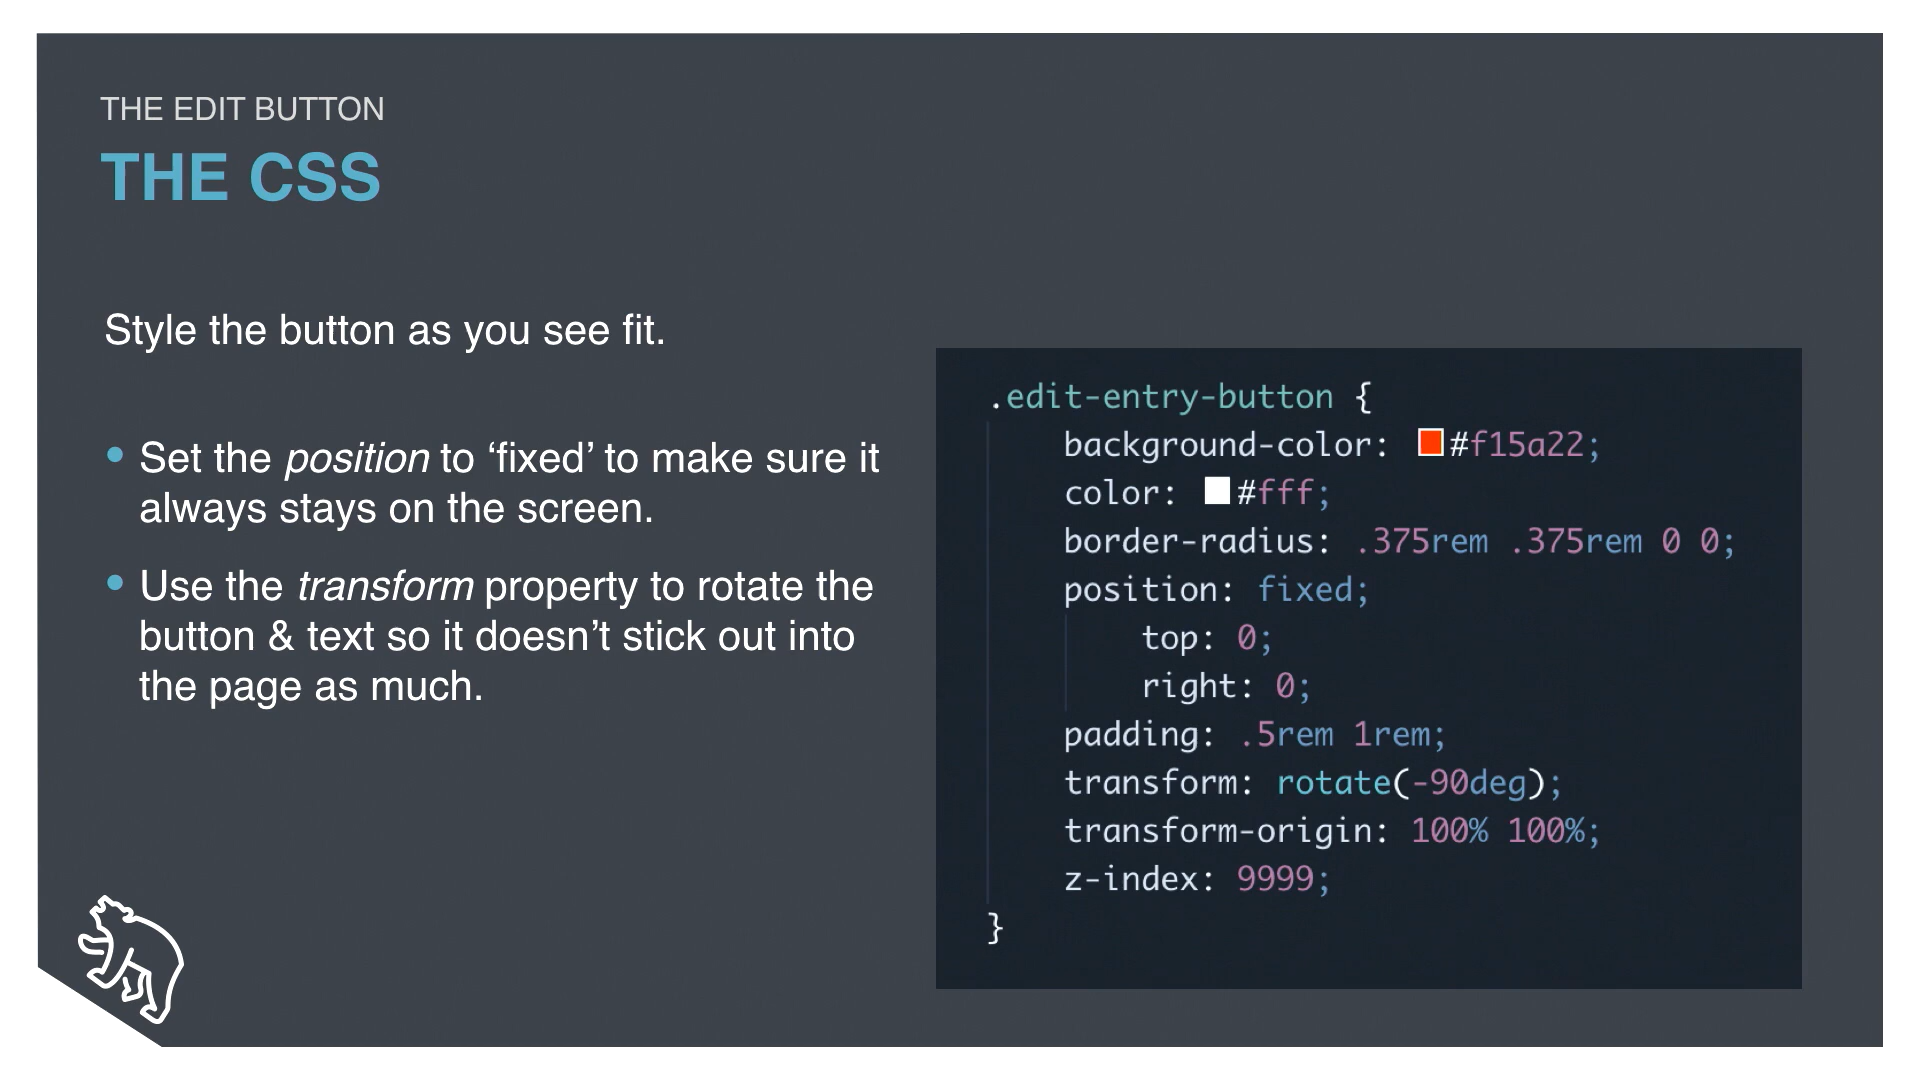 THE EDIT BUTTON
THE CSS
Style the button as you see fit.
• Set the position to ‘fixed’ to make sure it
always stays on the screen.
• Use the transform property to rotate the
button & text so it doesn’t stick out into
the page as much.
.edit-entry-button {
    background-color: #f15a22;
    color: #fff;
    border-radius: .375rem .375rem 0 0;
    position: fixed;
        top: 0;
        right: 0;
    padding: .5rem 1rem;
    transform: rotate(-90deg);
    transform-origin: 100% 100%;
    z-index: 9999;
}